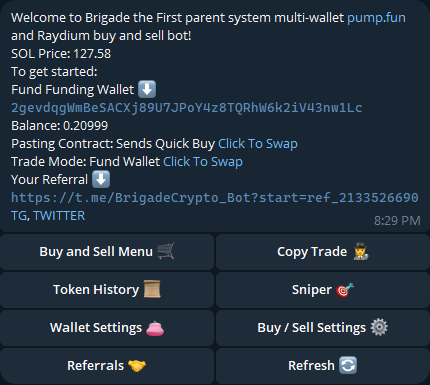 Welcome to Brigade the First parent system multi-wallet pump.fun
and Raydium buy and sell bot!
SOL Price: 127.58
To get started:
Fund Funding Wallet ⬇️
2gevdqgWmBeSACXj89U7JPoY4z8TQRhW6k2iV43nw1Lc
Balance: 0.20999
Pasting Contract: Sends Quick Buy Click To Swap
Trade Mode: Fund Wallet Click To Swap
Your Referral ⬇️
https://t.me/BrigadeCrypto_Bot?start=ref_2133526690
TG, TWITTER
8:29 PM
Buy and Sell Menu 🛒
Copy Trade 🕵️
Token History 📜
Sniper 🎯
Wallet Settings 👛
Buy / Sell Settings ⚙️
Referrals 🤝
Refresh 🔄